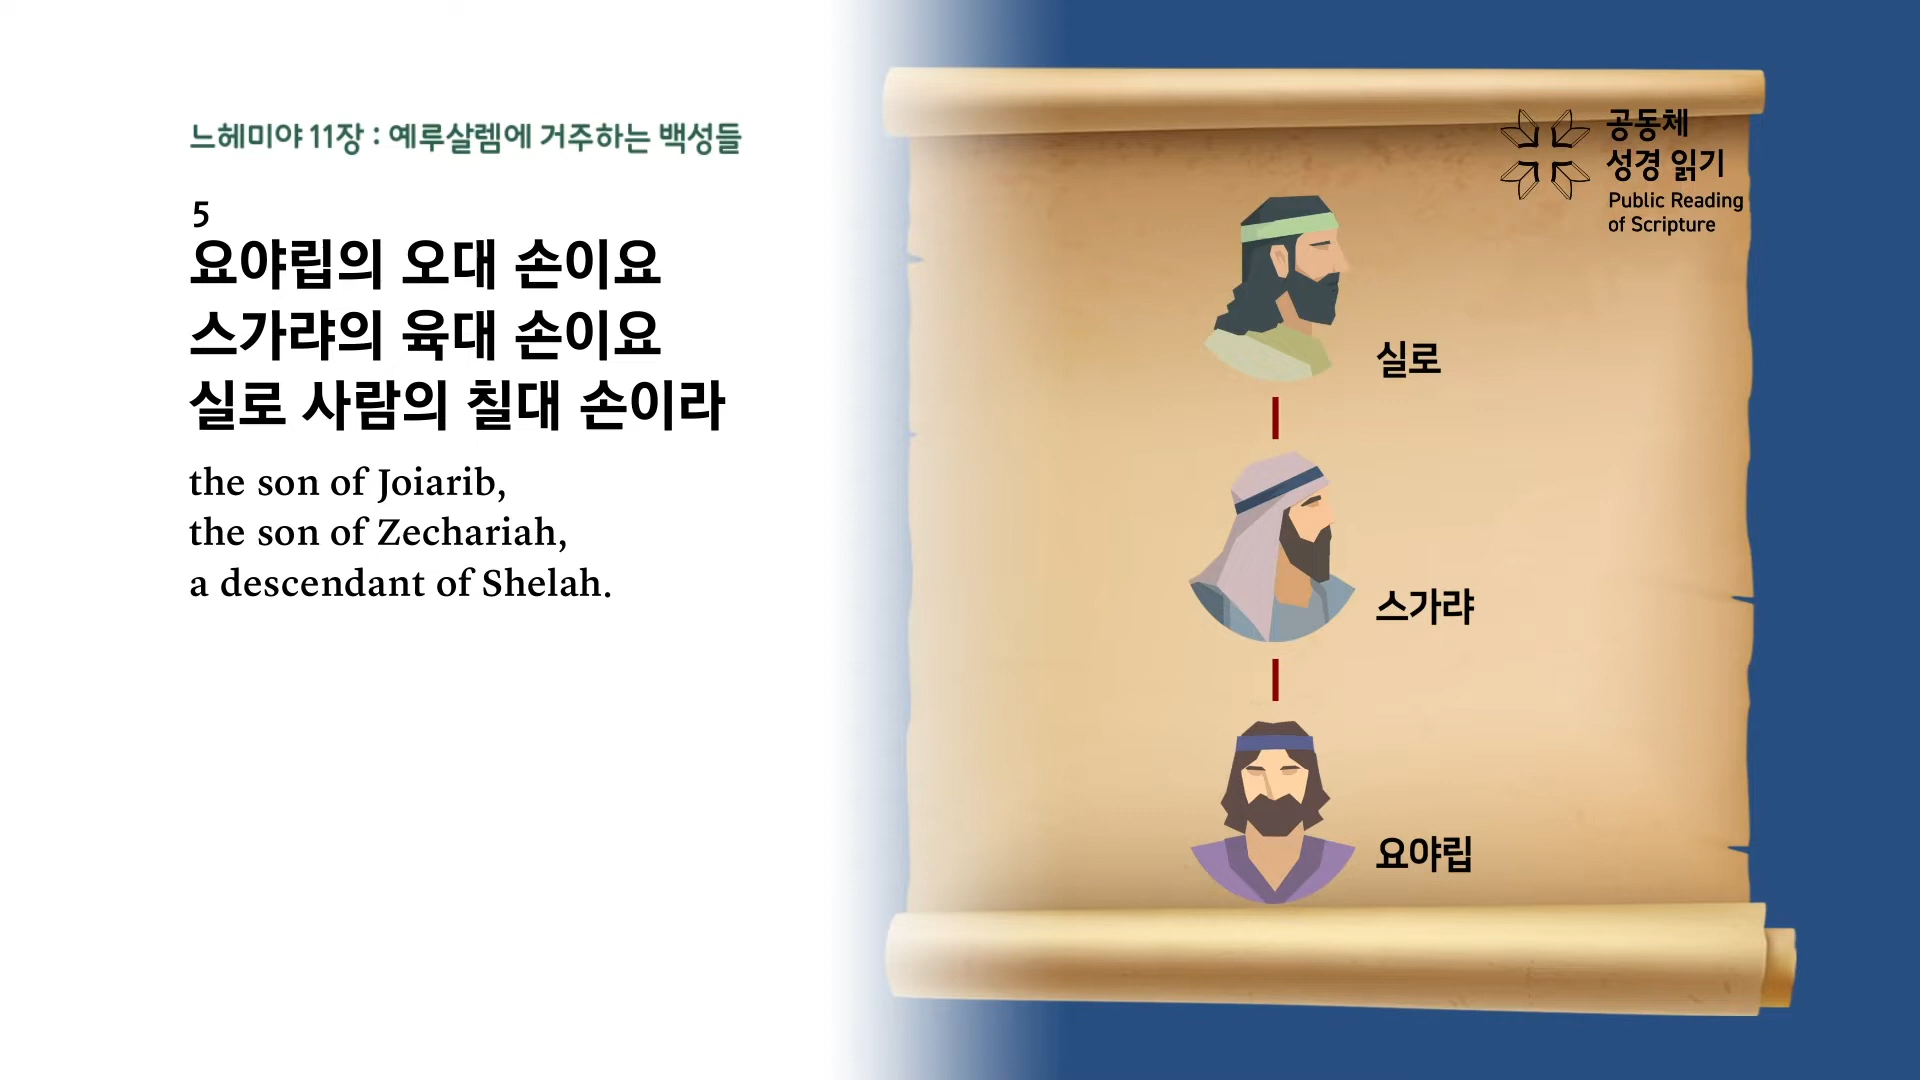 느헤미야 11장 : 예루살렘에 거주하는 백성들
5
요야립의 오대 손이요
스가랴의 육대 손이요
실로 사람의 칠대 손이라
the son of Joiarib,
the son of Zechariah,
a descendant of Shelah.
공동체
성경 읽기
Public Reading
of Scripture
실로
스가랴
요야립